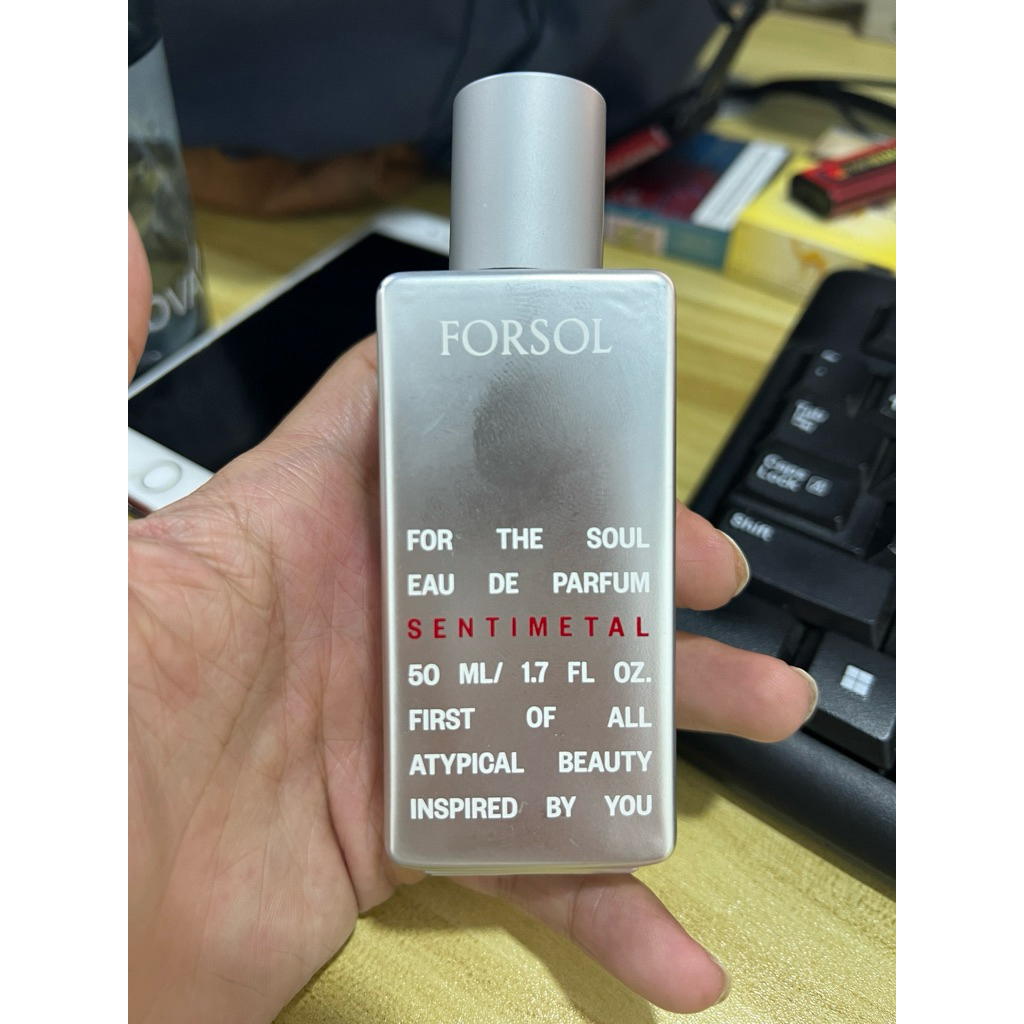 FORSOL
FOR THE SOUL
EAU DE PARFUM
SENTIMETAL
50 ML/ 1.7 FL OZ.
FIRST OF ALL
ATYPICAL BEAUTY
INSPIRED BY YOU
OVA
Caps
Lock A
Shift